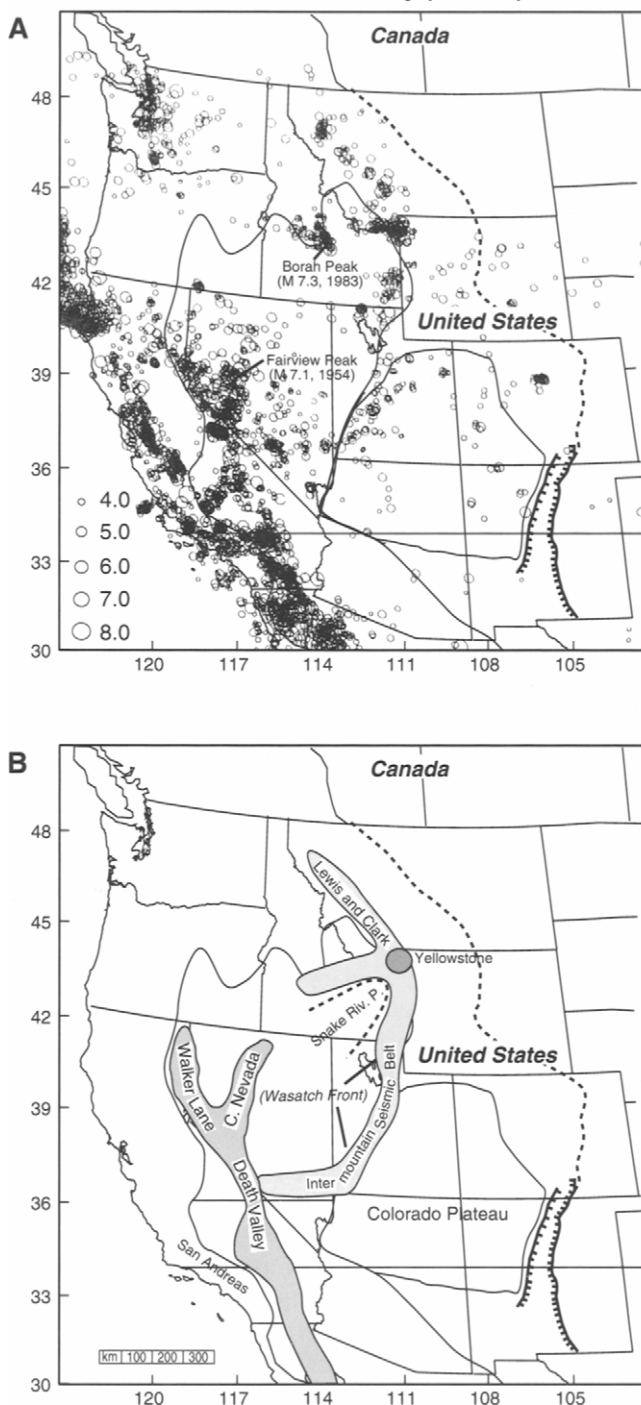 A
Canada
48
45
42
39
36
33
30
Borah Peak
(M 7.3, 1983)
United States
Fairview Peak
(M 7.1, 1954)
4.0
5.0
6.0
7.0
8.0
120
117
114
111
108
105
B
Canada
48
45
42
39
36
33
30
Lewis and Clark
Yellowstone
Snake Riv. P.
United States
Walker Lane
C. Nevada
(Wasatch Front)
Intermountain Seismic Belt
Death Valley
Colorado Plateau
San Andreas
km 100 200 300
120
117
114
111
108
105